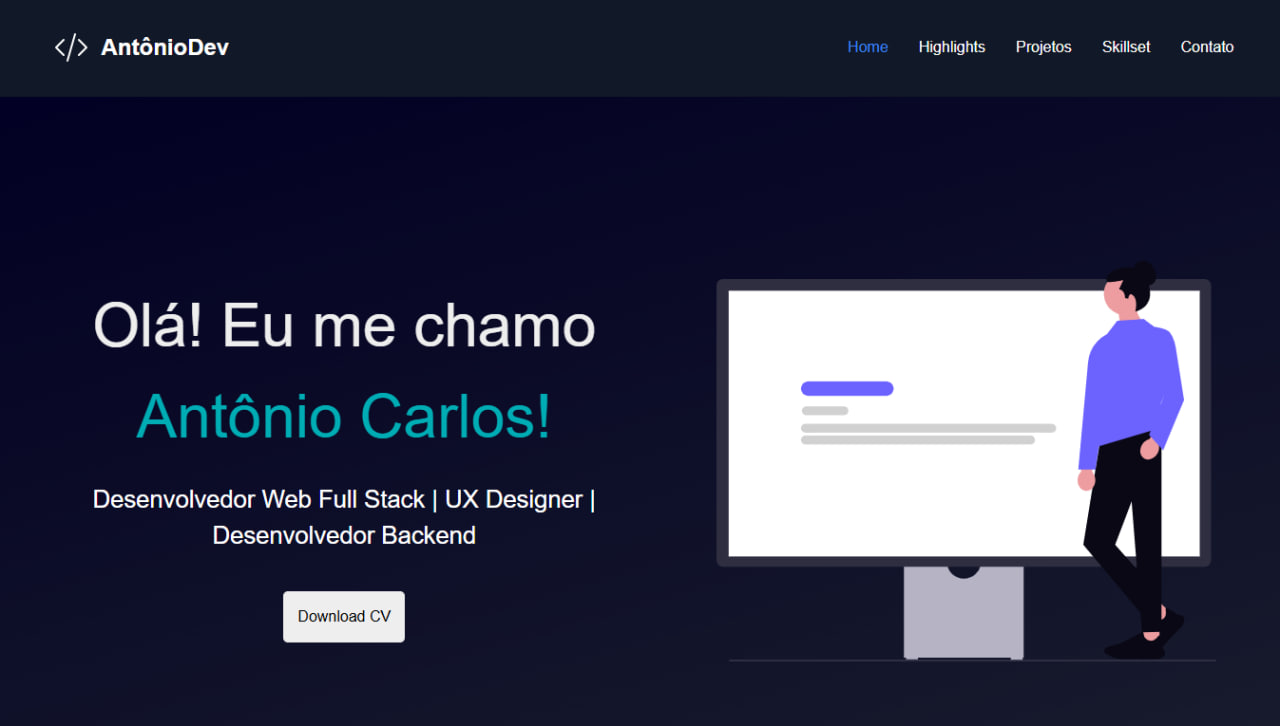 </> AntônioDev
Home Highlights Projetos Skillset Contato
Olá! Eu me chamo
Antônio Carlos!
Desenvolvedor Web Full Stack | UX Designer |
Desenvolvedor Backend
Download CV